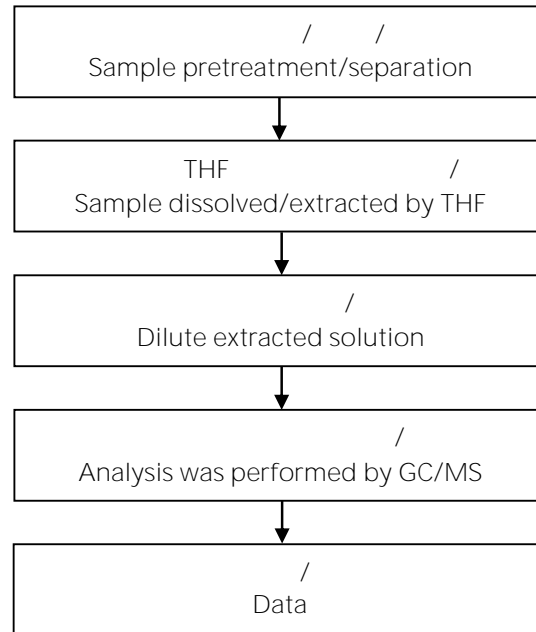 / /
Sample pretreatment/separation
THF /
Sample dissolved/extracted by THF
/
Dilute extracted solution
/
Analysis was performed by GC/MS
/
Data